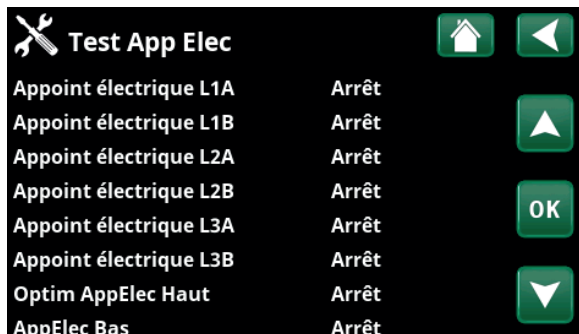 Test App Elec
Appoint électrique L1A Arrêt
Appoint électrique L1B Arrêt
Appoint électrique L2A Arrêt
Appoint électrique L2B Arrêt
Appoint électrique L3A Arrêt
OK
Appoint électrique L3B Arrêt
Optim AppElec Haut Arrêt
AppElec Bas Arrêt